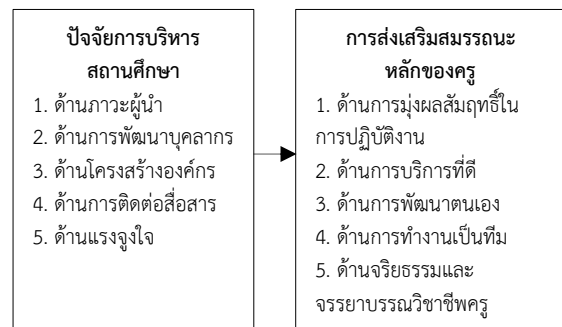 ปัจจัยการบริหาร
สถานศึกษา
1. ด้านภาวะผู้นำ
2. ด้านการพัฒนาบุคลากร
3. ด้านโครงสร้างองค์กร
4. ด้านการติดต่อสื่อสาร
5. ด้านแรงจูงใจ
การส่งเสริมสมรรถนะ
หลักของครู
1. ด้านการมุ่งผลสัมฤทธิ์ใน
การปฏิบัติงาน
2. ด้านการบริการที่ดี
3. ด้านการพัฒนาตนเอง
4. ด้านการทำงานเป็นทีม
5. ด้านจริยธรรมและ
จรรยาบรรณวิชาชีพครู